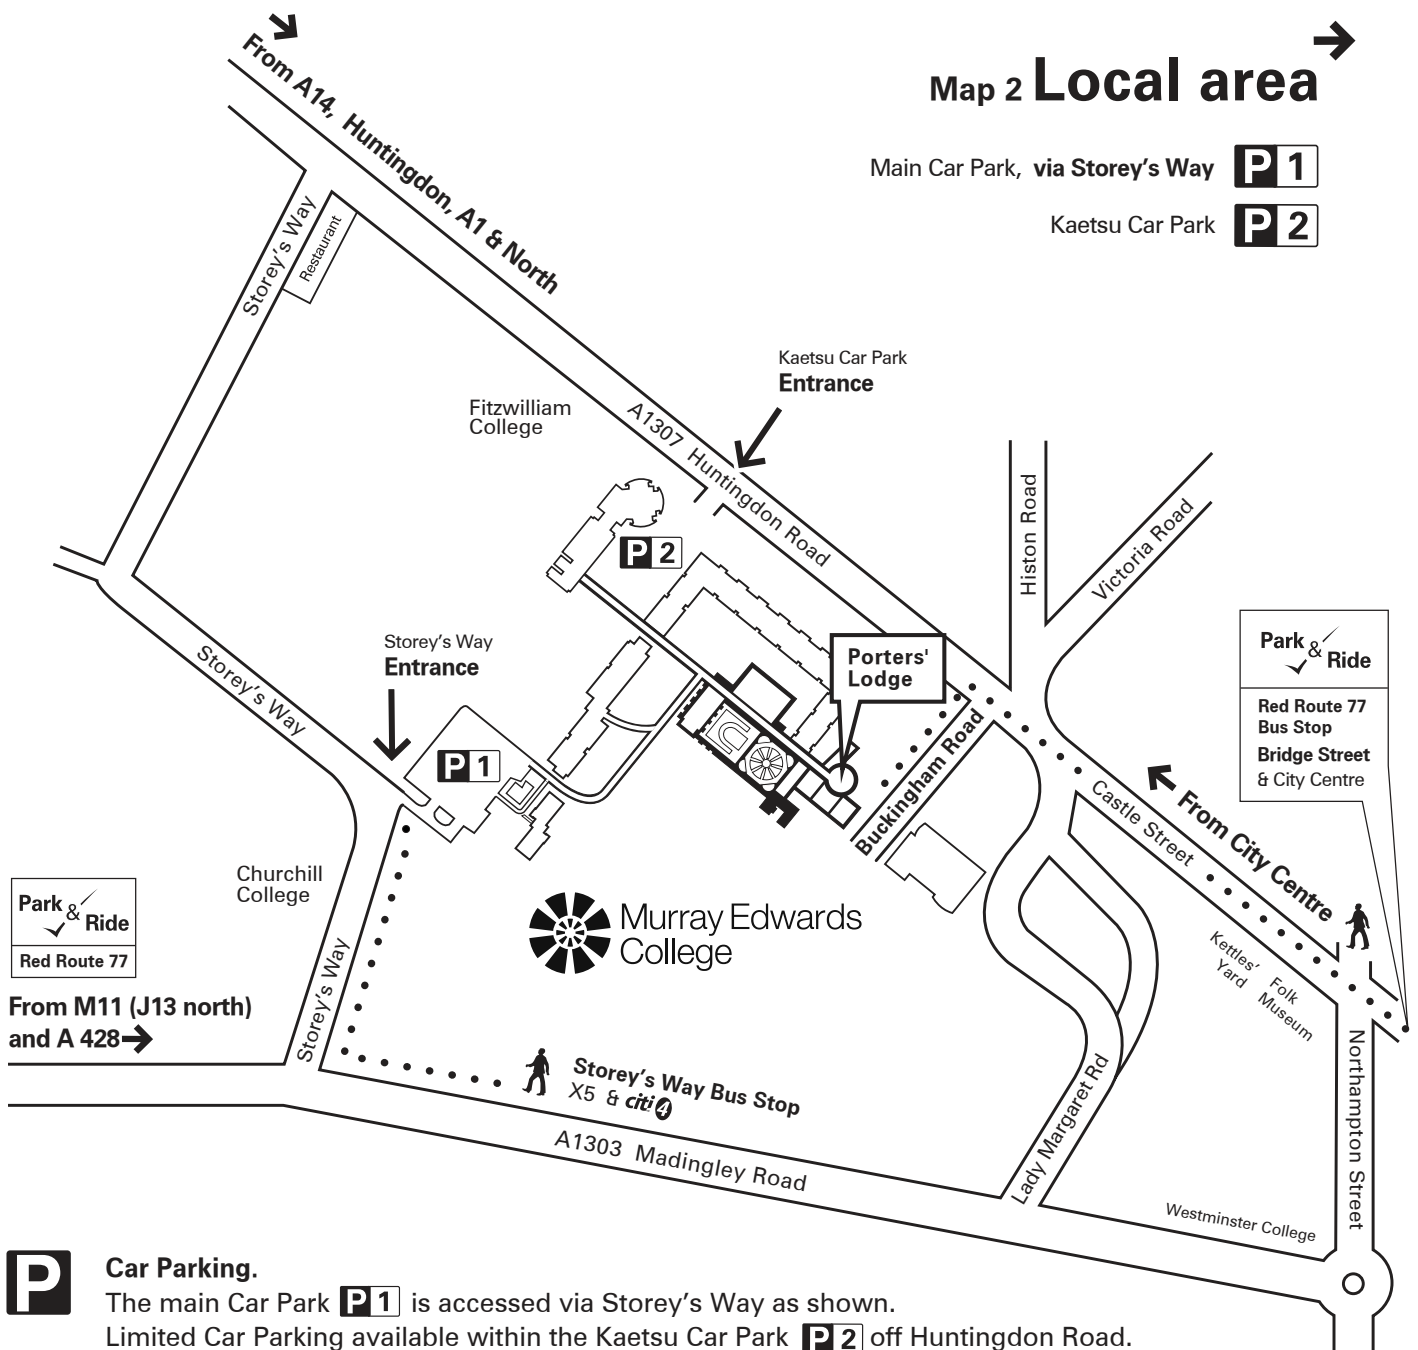 From A14, Huntingdon, A1 & North
Map 2 Local area
Main Car Park, via Storey's Way P 1
Kaetsu Car Park P 2
Storey's Way
Restaurant
Kaetsu Car Park
Entrance
Fitzwilliam
College
A1307 Huntingdon Road
Histon Road
Victoria Road
P 2
Storey's Way
Entrance
Storey's Way
Porters'
Lodge
Park & Ride
Red Route 77
Bus Stop
Bridge Street
& City Centre
P 1
Buckingham Road
Castle Street
From City Centre
Churchill
College
Park & Ride
Red Route 77
Murray Edwards
College
Kettles'
Yard
Folk
Museum
From M11 (J13 north)
and A 428
Storey's Way
Storey's Way Bus Stop
X5 & citi 4
A1303 Madingley Road
Lady Margaret Rd
Northampton Street
Westminster College
P
Car Parking.
The main Car Park P 1 is accessed via Storey's Way as shown.
Limited Car Parking available within the Kaetsu Car Park P 2 off Huntingdon Road.